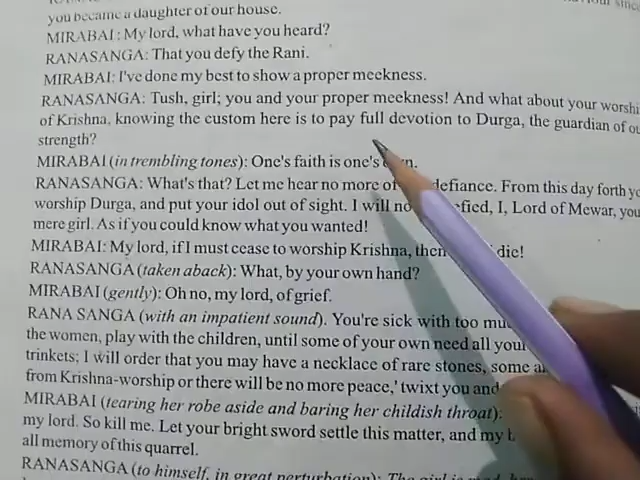 you became a daughter of our house.
MIRABAI: My lord, what have you heard?
RANASANGA: That you defy the Rani.
MIRABAI: I've done my best to show a proper meekness.
RANASANGA: Tush, girl; you and your proper meekness! And what about your worshi
of Krishna, knowing the custom here is to pay full devotion to Durga, the guardian of ou
strength?
MIRABAI (in trembling tones): One's faith is one's own.
RANASANGA: What's that? Let me hear no more of defiance. From this day forth yo
worship Durga, and put your idol out of sight. I will no efied, I, Lord of Mewar, you
mere girl. As if you could know what you wanted!
MIRABAI: My lord, if I must cease to worship Krishna, then die!
RANASANGA (taken aback): What, by your own hand?
MIRABAI (gently): Oh no, my lord, of grief.
RANA SANGA (with an impatient sound). You're sick with too mu
the women, play with the children, until some of your own need all your
trinkets; I will order that you may have a necklace of rare stones, some
from Krishna-worship or there will be no more peace,' twixt you and
MIRABAI (tearing her robe aside and baring her childish throat):
my lord. So kill me. Let your bright sword settle this matter, and my
all memory of this quarrel.
RANASANGA (to himself, in great perturbation): The girl is mad